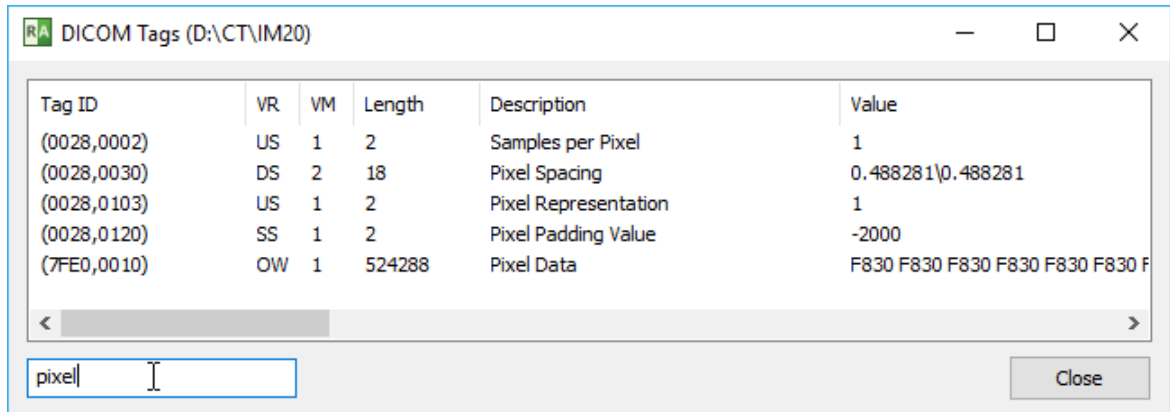 RA DICOM Tags (D:\CT\IM20)
Tag ID VR VM Length Description Value
(0028,0002) US 1 2 Samples per Pixel 1
(0028,0030) DS 2 18 Pixel Spacing 0.488281\0.488281
(0028,0103) US 1 2 Pixel Representation 1
(0028,0120) SS 1 2 Pixel Padding Value -2000
(7FE0,0010) OW 1 524288 Pixel Data F830 F830 F830 F830 F830 F830 F
pixel Close